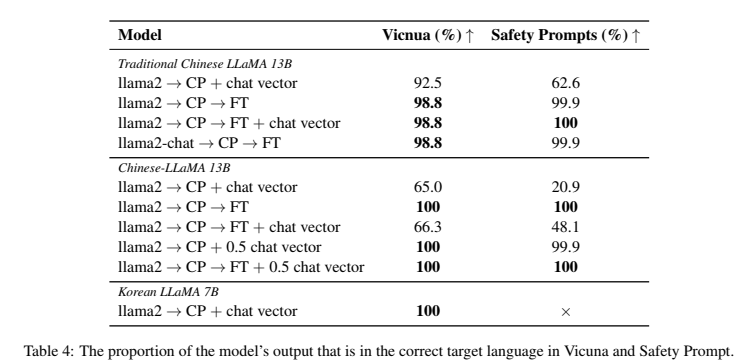 Model Vicnua (%) ↑ Safety Prompts (%) ↑
Traditional Chinese LLaMA 13B
llama2 → CP + chat vector 92.5 62.6
llama2 → CP → FT 98.8 99.9
llama2 → CP → FT + chat vector 98.8 100
llama2-chat → CP → FT 98.8 99.9
Chinese-LLaMA 13B
llama2 → CP + chat vector 65.0 20.9
llama2 → CP → FT 100 100
llama2 → CP → FT + chat vector 66.3 48.1
llama2 → CP + 0.5 chat vector 100 99.9
llama2 → CP → FT + 0.5 chat vector 100 100
Korean LLaMA 7B
llama2 → CP + chat vector 100 ×
Table 4: The proportion of the model's output that is in the correct target language in Vicuna and Safety Prompt.